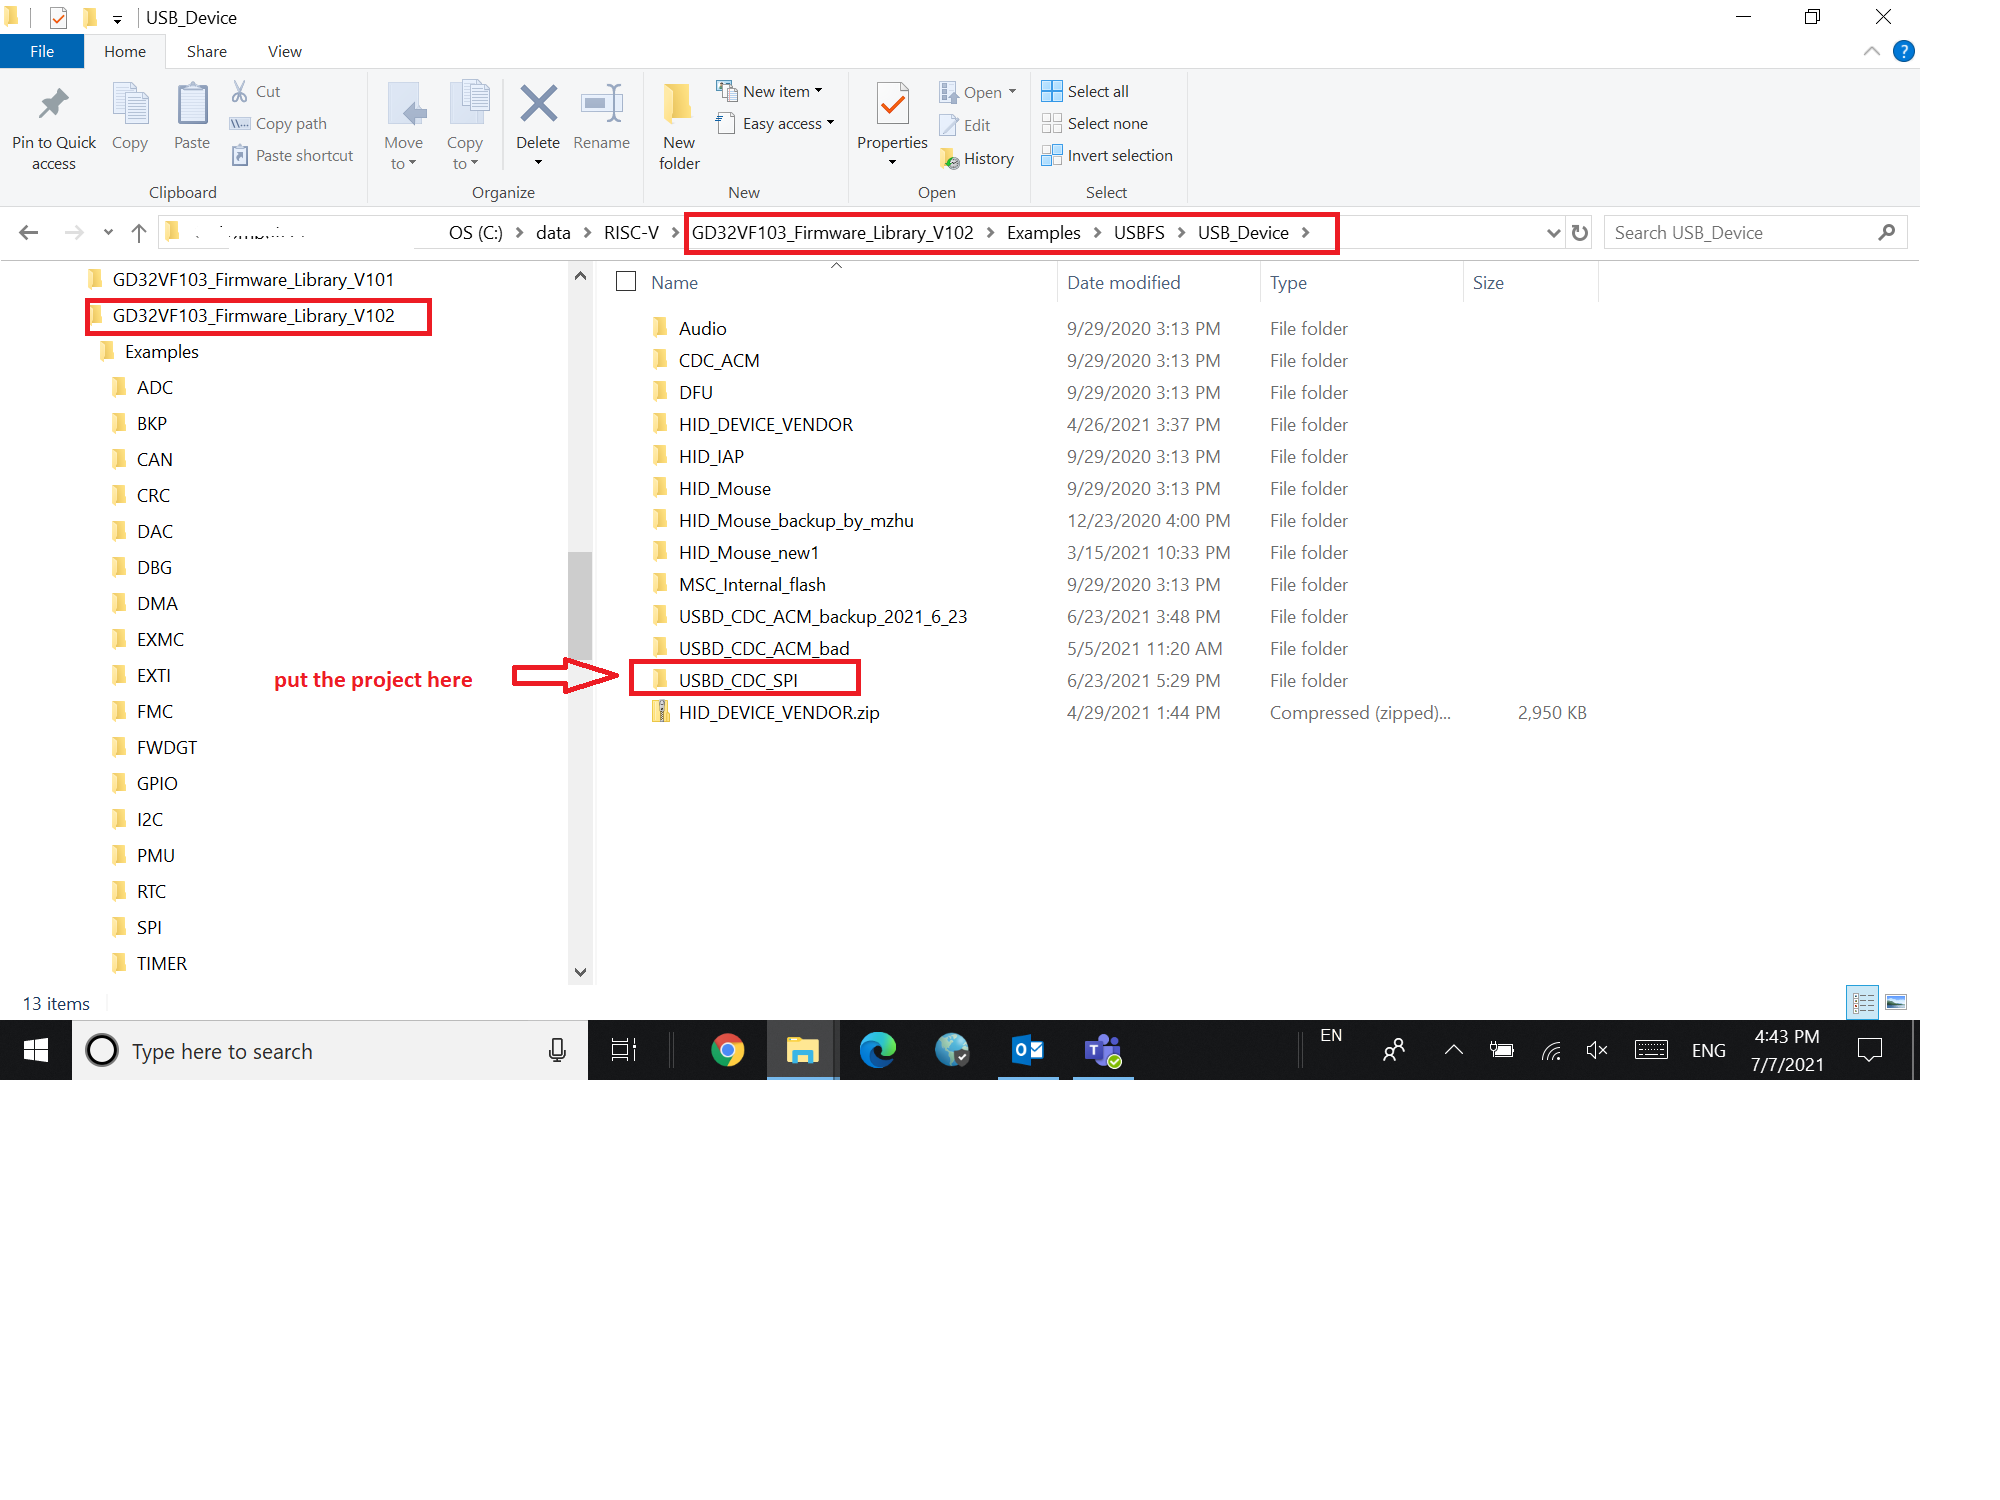 USB_Device
File Home Share View
Pin to Quick access
Copy
Paste
Cut
Copy path
Paste shortcut
Clipboard
Move to
Copy to
Delete
Rename
Organize
New folder
New item
Easy access
New
Properties
Open
Edit
History
Open
Select all
Select none
Invert selection
Select
OS (C:) data RISC-V GD32VF103_Firmware_Library_V102 Examples USBFS USB_Device
Search USB_Device
GD32VF103_Firmware_Library_V101
GD32VF103_Firmware_Library_V102
Examples
ADC
BKP
CAN
CRC
DAC
DBG
DMA
EXMC
EXTI
FMC
FWDGT
GPIO
I2C
PMU
RTC
SPI
TIMER
put the project here
Name Date modified Type Size
Audio 9/29/2020 3:13 PM File folder
CDC_ACM 9/29/2020 3:13 PM File folder
DFU 9/29/2020 3:13 PM File folder
HID_DEVICE_VENDOR 4/26/2021 3:37 PM File folder
HID_IAP 9/29/2020 3:13 PM File folder
HID_Mouse 9/29/2020 3:13 PM File folder
HID_Mouse_backup_by_mzhu 12/23/2020 4:00 PM File folder
HID_Mouse_new1 3/15/2021 10:33 PM File folder
MSC_Internal_flash 9/29/2020 3:13 PM File folder
USBD_CDC_ACM_backup_2021_6_23 6/23/2021 3:48 PM File folder
USBD_CDC_ACM_bad 5/5/2021 11:20 AM File folder
USBD_CDC_SPI 6/23/2021 5:29 PM File folder
HID_DEVICE_VENDOR.zip 4/29/2021 1:44 PM Compressed (zipped)... 2,950 KB
13 items
Type here to search
EN
ENG
4:43 PM
7/7/2021